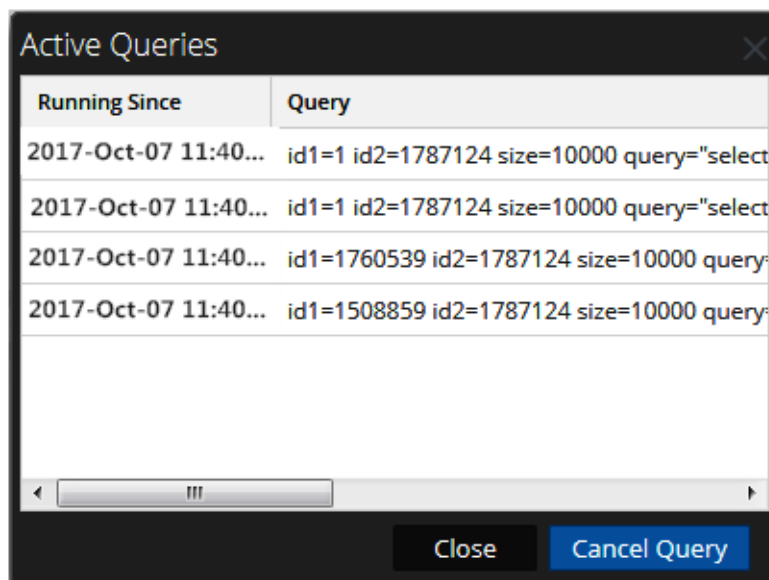 Active Queries
Running Since Query
2017-Oct-07 11:40... id1=1 id2=1787124 size=10000 query="select
2017-Oct-07 11:40... id1=1 id2=1787124 size=10000 query="select
2017-Oct-07 11:40... id1=1760539 id2=1787124 size=10000 query
2017-Oct-07 11:40... id1=1508859 id2=1787124 size=10000 query
Close Cancel Query